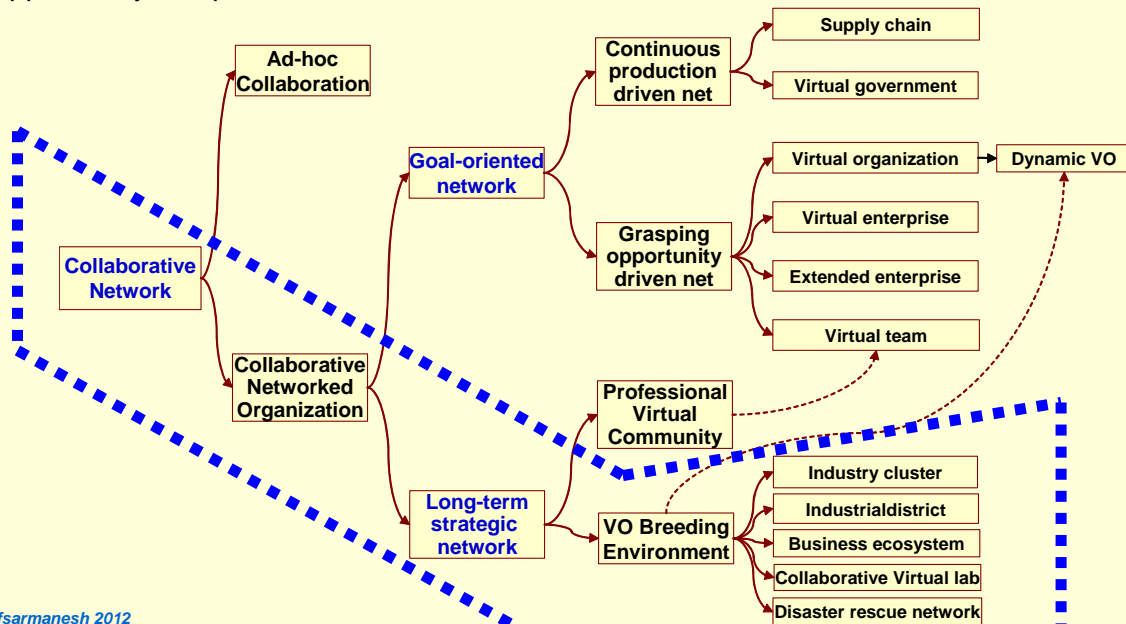 Supply chain
Continuous
production
driven net
Ad-hoc
Collaboration
Virtual government
Goal-oriented
network
Virtual organization
Dynamic VO
Virtual enterprise
Grasping
opportunity
driven net
Extended enterprise
Collaborative
Network
Virtual team
Collaborative
Networked
Organization
Professional
Virtual
Community
Industry cluster
Long-term
strategic
network
Industrialdistrict
VO Breeding
Environment
Business ecosystem
Collaborative Virtual lab
Disaster rescue network
fsarmanesh 2012